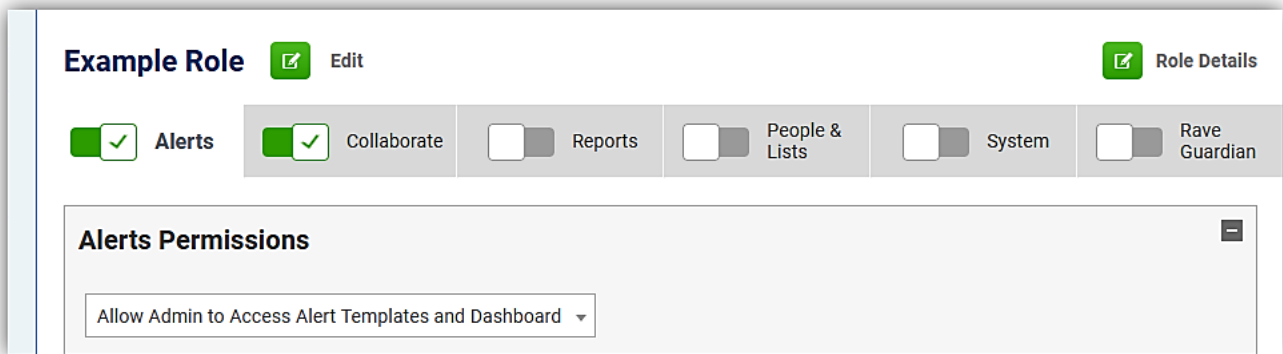 Example Role
Edit
Role Details
Alerts
Collaborate
Reports
People &
Lists
System
Rave
Guardian
Alerts Permissions
Allow Admin to Access Alert Templates and Dashboard